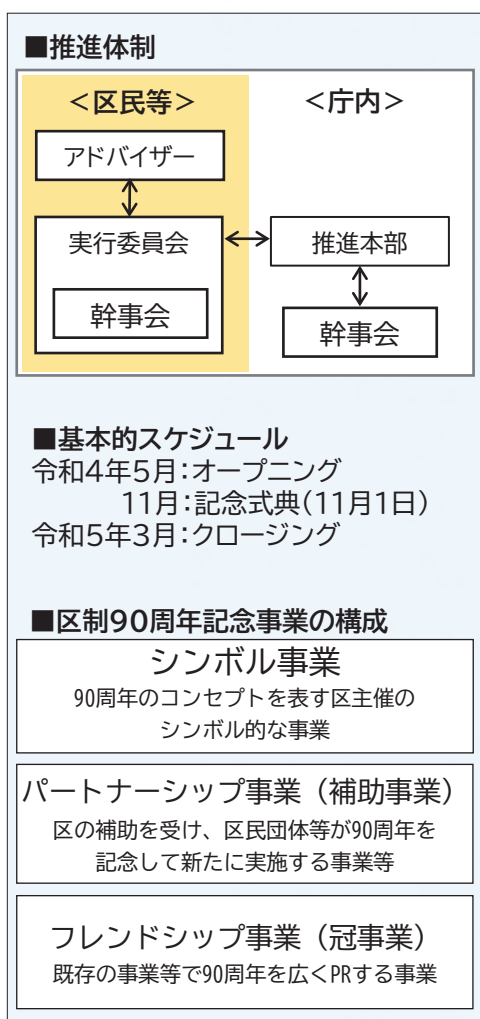 ■推進体制
＜区民等＞
＜庁内＞
アドバイザー
実行委員会
推進本部
幹事会
幹事会
■基本的スケジュール
令和4年5月：オープニング
11月：記念式典（11月1日）
令和5年3月：クロージング
■区制90周年記念事業の構成
シンボル事業
90周年のコンセプトを表す区主催の
シンボル的な事業
パートナーシップ事業（補助事業）
区の補助を受け、区民団体等が90周年を
記念して新たに実施する事業等
フレンドシップ事業（冠事業）
既存の事業等で90周年を広くPRする事業